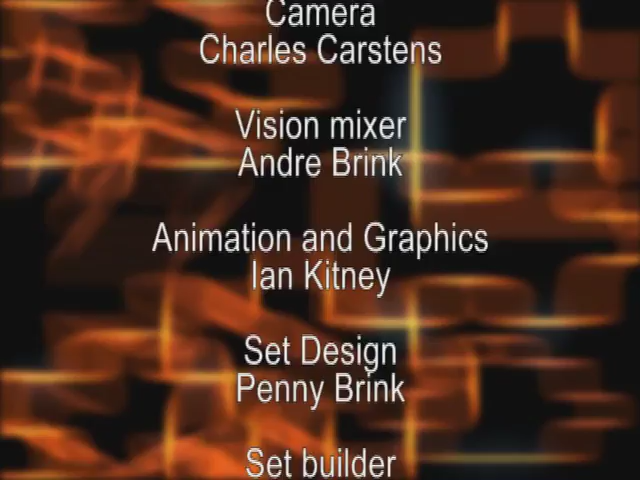 Camera
Charles Carstens
Vision mixer
Andre Brink
Animation and Graphics
Ian Kitney
Set Design
Penny Brink
Set builder